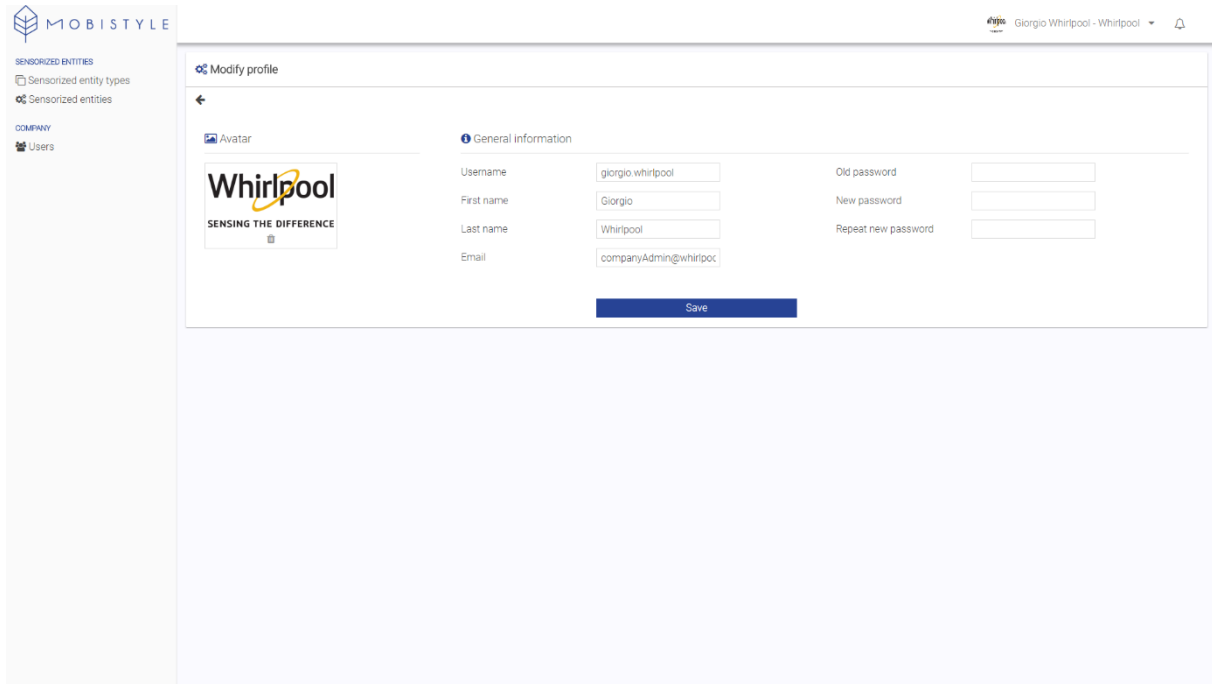 MOBISTYLE
Giorgio Whirlpool - Whirlpool
SENSORIZED ENTITIES
Sensorized entity types
Sensorized entities
COMPANY
Users
Modify profile
Avatar
Whirlpool
SENSING THE DIFFERENCE
General information
Username giorgio.whirlpool Old password
First name Giorgio New password
Last name Whirlpool Repeat new password
Email companyAdmin@whirlpoc
Save